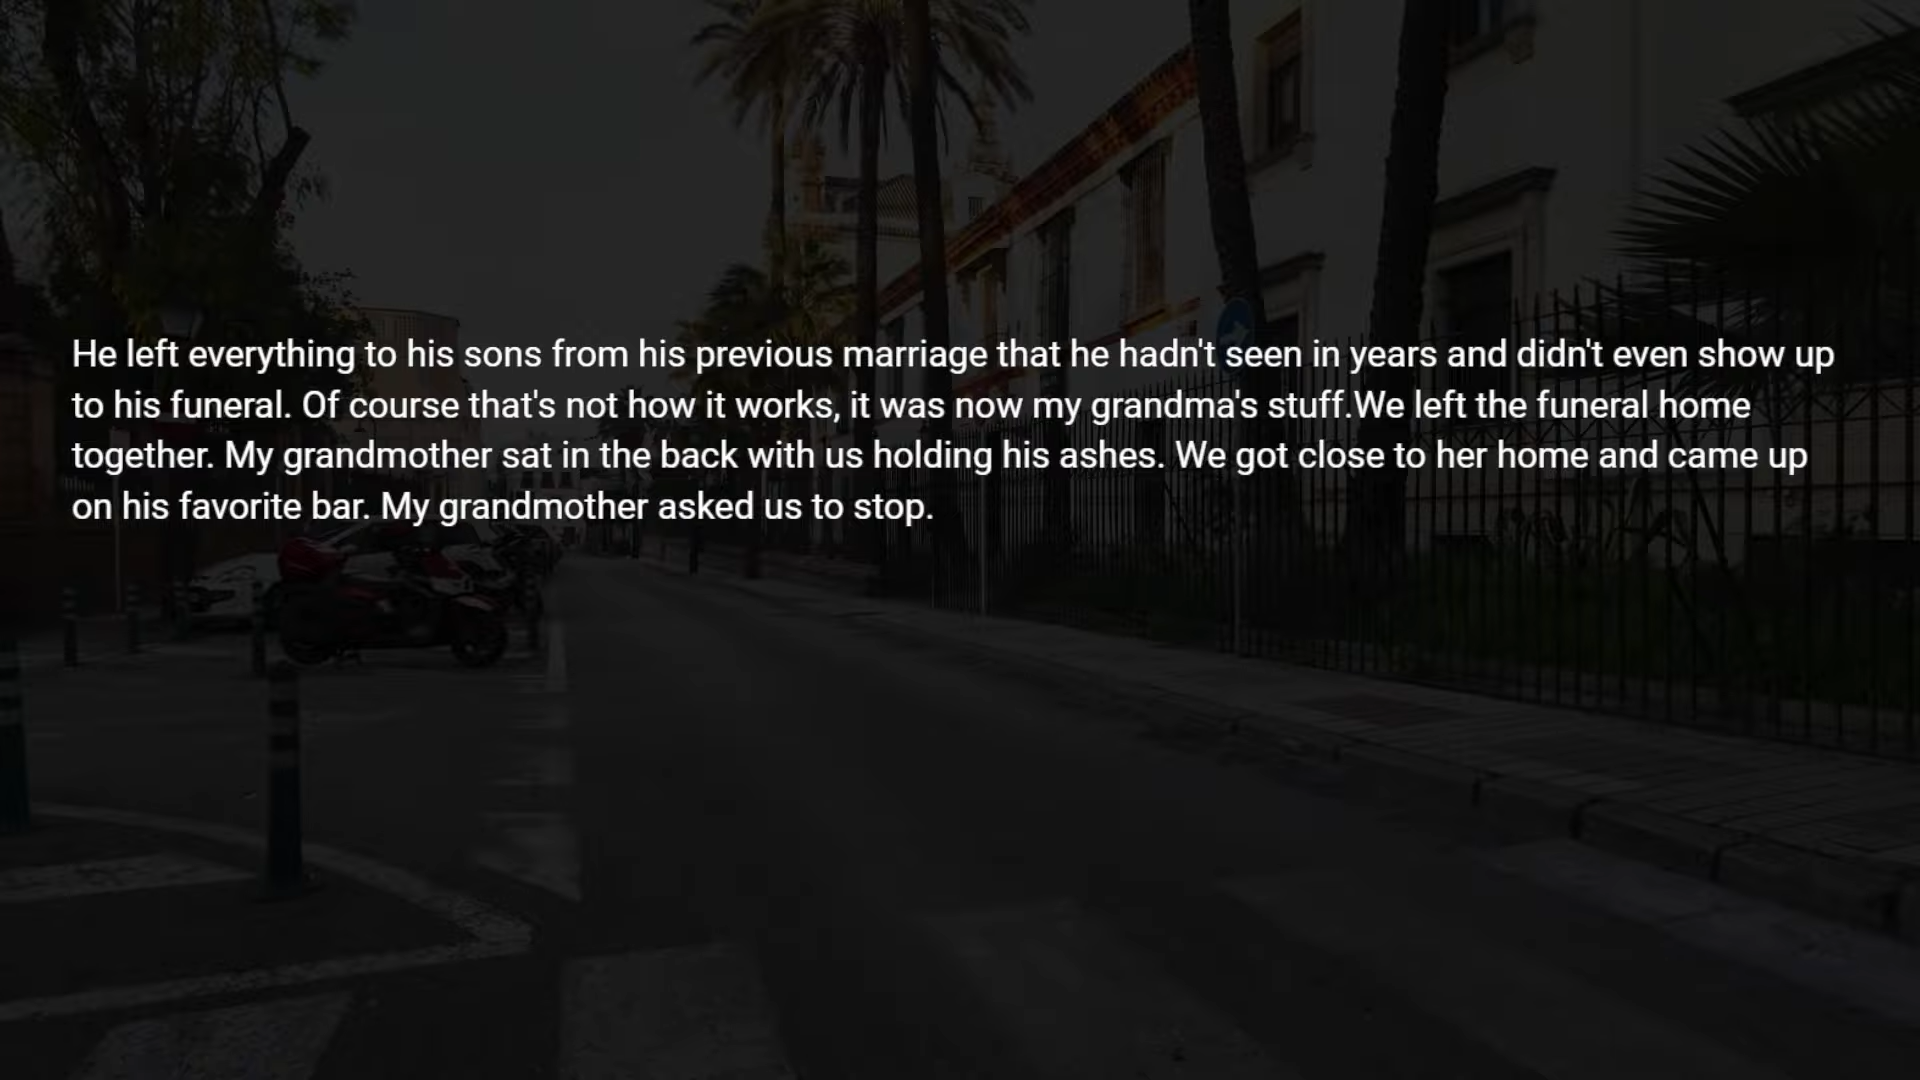 He left everything to his sons from his previous marriage that he hadn't seen in years and didn't even show up
to his funeral. Of course that's not how it works, it was now my grandma's stuff.We left the funeral home
together. My grandmother sat in the back with us holding his ashes. We got close to her home and came up
on his favorite bar. My grandmother asked us to stop.